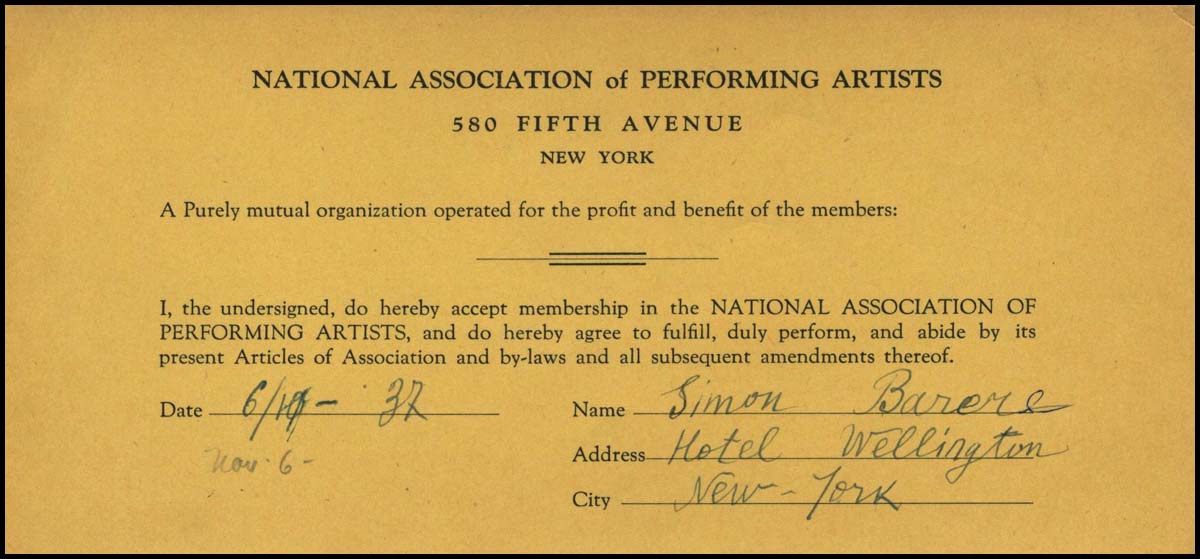 NATIONAL ASSOCIATION of PERFORMING ARTISTS
580 FIFTH AVENUE
NEW YORK
A Purely mutual organization operated for the profit and benefit of the members:
I, the undersigned, do hereby accept membership in the NATIONAL ASSOCIATION OF
PERFORMING ARTISTS, and do hereby agree to fulfill, duly perform, and abide by its
present Articles of Association and by-laws and all subsequent amendments thereof.
Date - 37
Name Simon Barere
Nov. 6 -
Address Hotel Wellington
City New-York